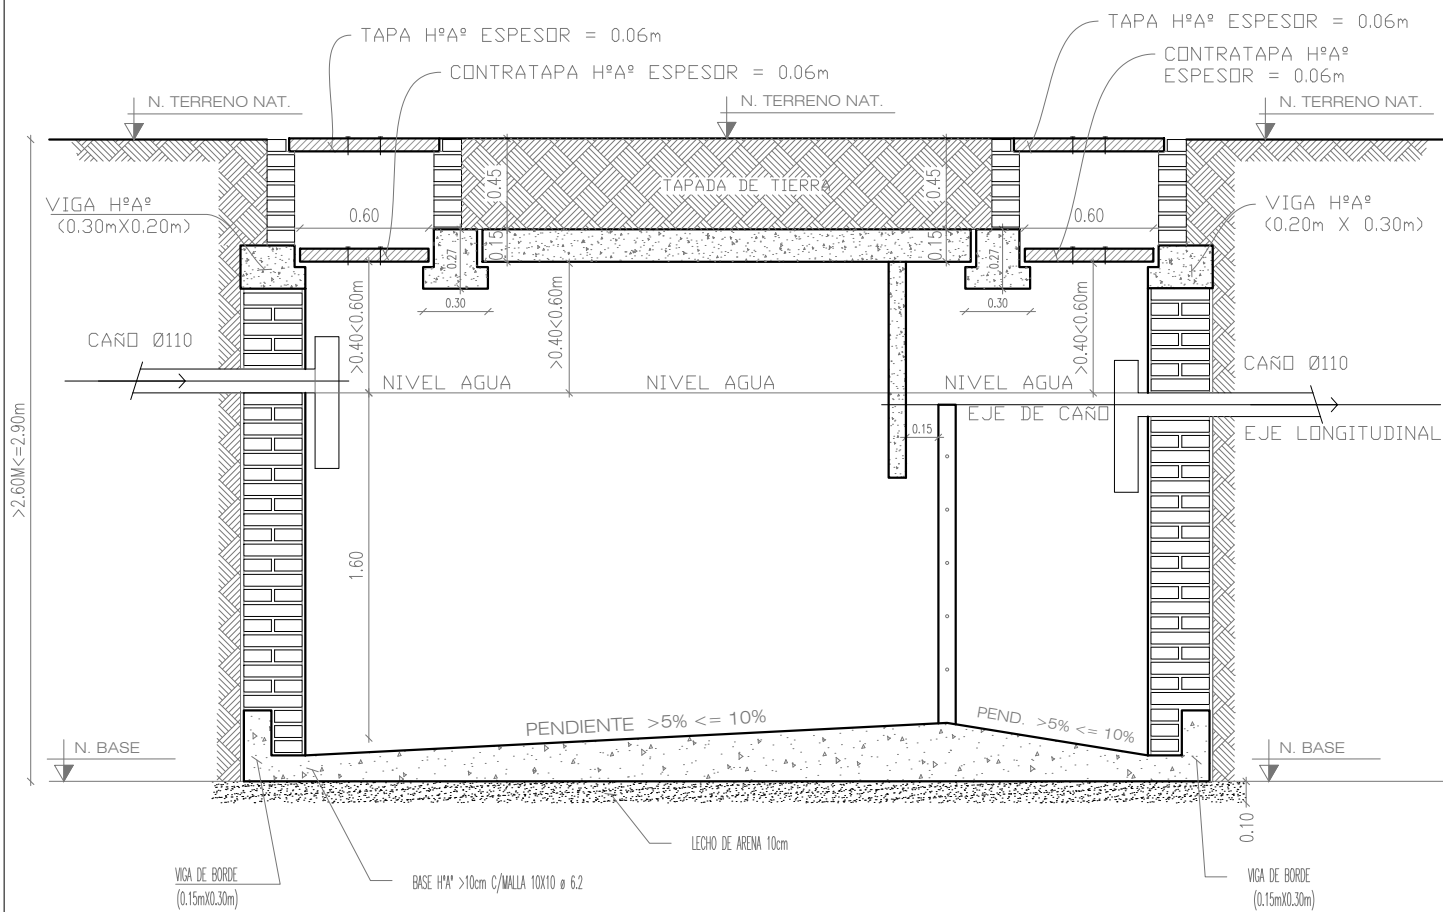 TAPA HºAº ESPESOR = 0.06m
TAPA HºAº ESPESOR = 0.06m
CONTRATAPA HºAº ESPESOR = 0.06m
CONTRATAPA HºAº
ESPESOR = 0.06m
N. TERRENO NAT.
N. TERRENO NAT.
N. TERRENO NAT.
0.45
TAPADA DE TIERRA
0.45
VIGA HºAº
(0.30mX0.20m)
0.60
0.60
VIGA HºAº
(0.20m X 0.30m)
0.15
0.15
0.27
0.27
0.30
0.30
>0.40<0.60m
>0.40<0.60m
>0.40<0.60m
CAÑO Ø110
CAÑO Ø110
NIVEL AGUA
NIVEL AGUA
NIVEL AGUA
EJE DE CAÑO
0.15
EJE LONGITUDINAL
>2.60M<=2.90m
1.60
PENDIENTE >5% <= 10%
PEND. >5% <= 10%
N. BASE
N. BASE
0.10
LECHO DE ARENA 10cm
VIGA DE BORDE
(0.15mX0.30m)
BASE HºAº >10cm C/MALLA 10X10 ø 6.2
VIGA DE BORDE
(0.15mX0.30m)